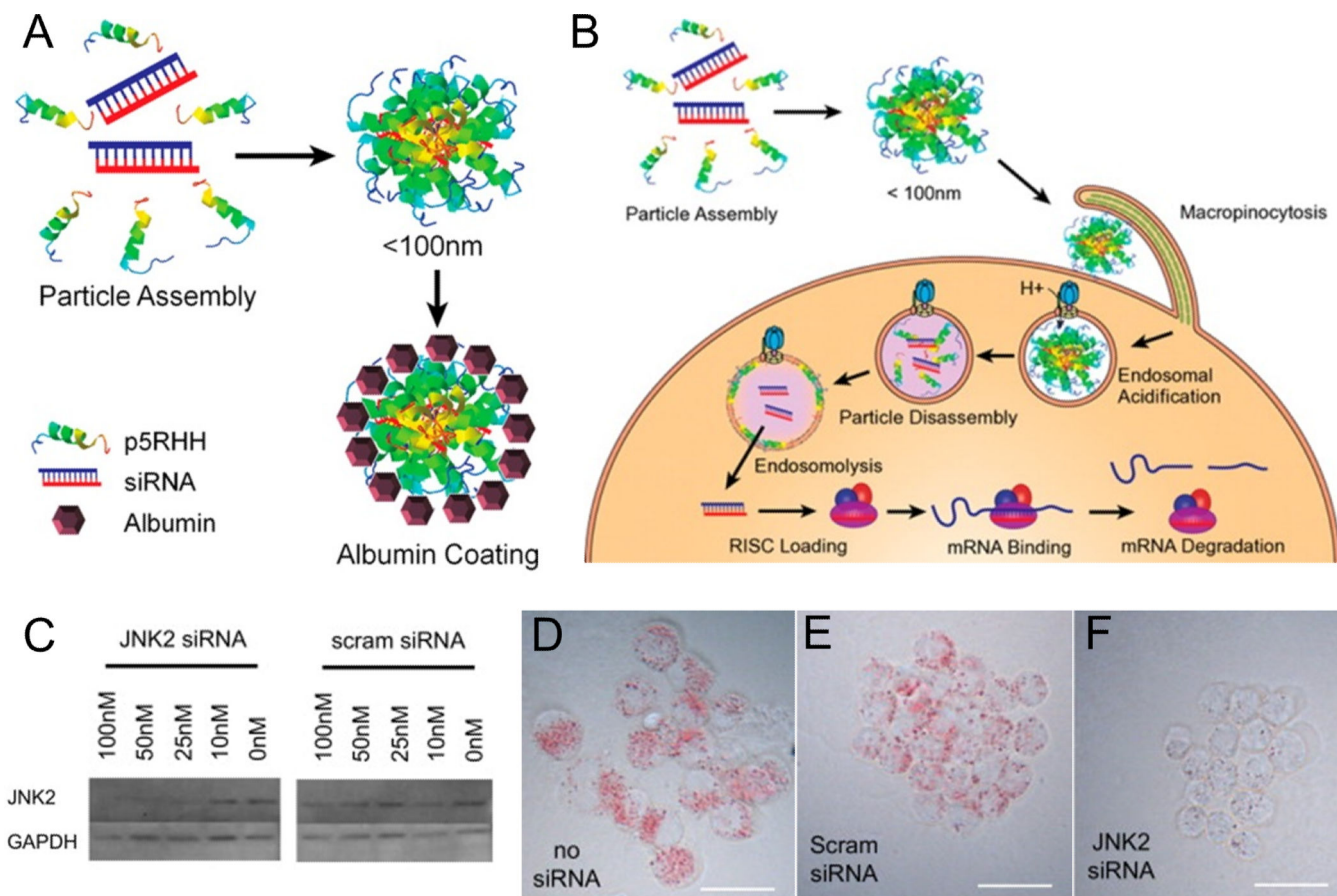 A
Particle Assembly
<100nm
p5RHH
siRNA
Albumin
Albumin Coating
B
Particle Assembly
< 100nm
Macropinocytosis
H+
Endosomal
Acidification
Particle Disassembly
Endosomolysis
RISC Loading
mRNA Binding
mRNA Degradation
C
JNK2 siRNA
scram siRNA
100nM
50nM
25nM
10nM
0nM
100nM
50nM
25nM
10nM
0nM
JNK2
GAPDH
D
no
siRNA
E
Scram
siRNA
F
JNK2
siRNA